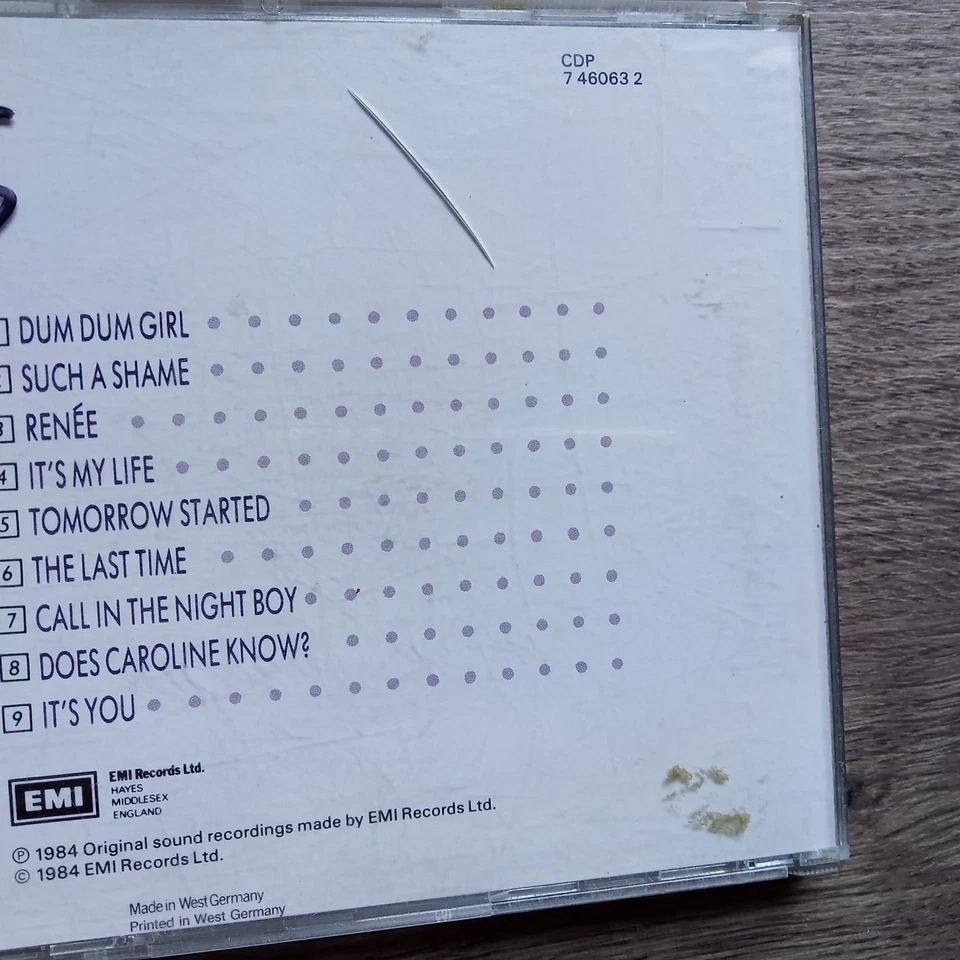 CDP
7 46063 2
DUM DUM GIRL
SUCH A SHAME
3 RENÉE
4 IT'S MY LIFE
5 TOMORROW STARTED
6 THE LAST TIME
7 CALL IN THE NIGHT BOY
8 DOES CAROLINE KNOW?
9 IT'S YOU
EMI
EMI Records Ltd.
HAYES
MIDDLESEX
ENGLAND
℗ 1984 Original sound recordings made by EMI Records Ltd.
© 1984 EMI Records Ltd.
Made in West Germany
Printed in West Germany